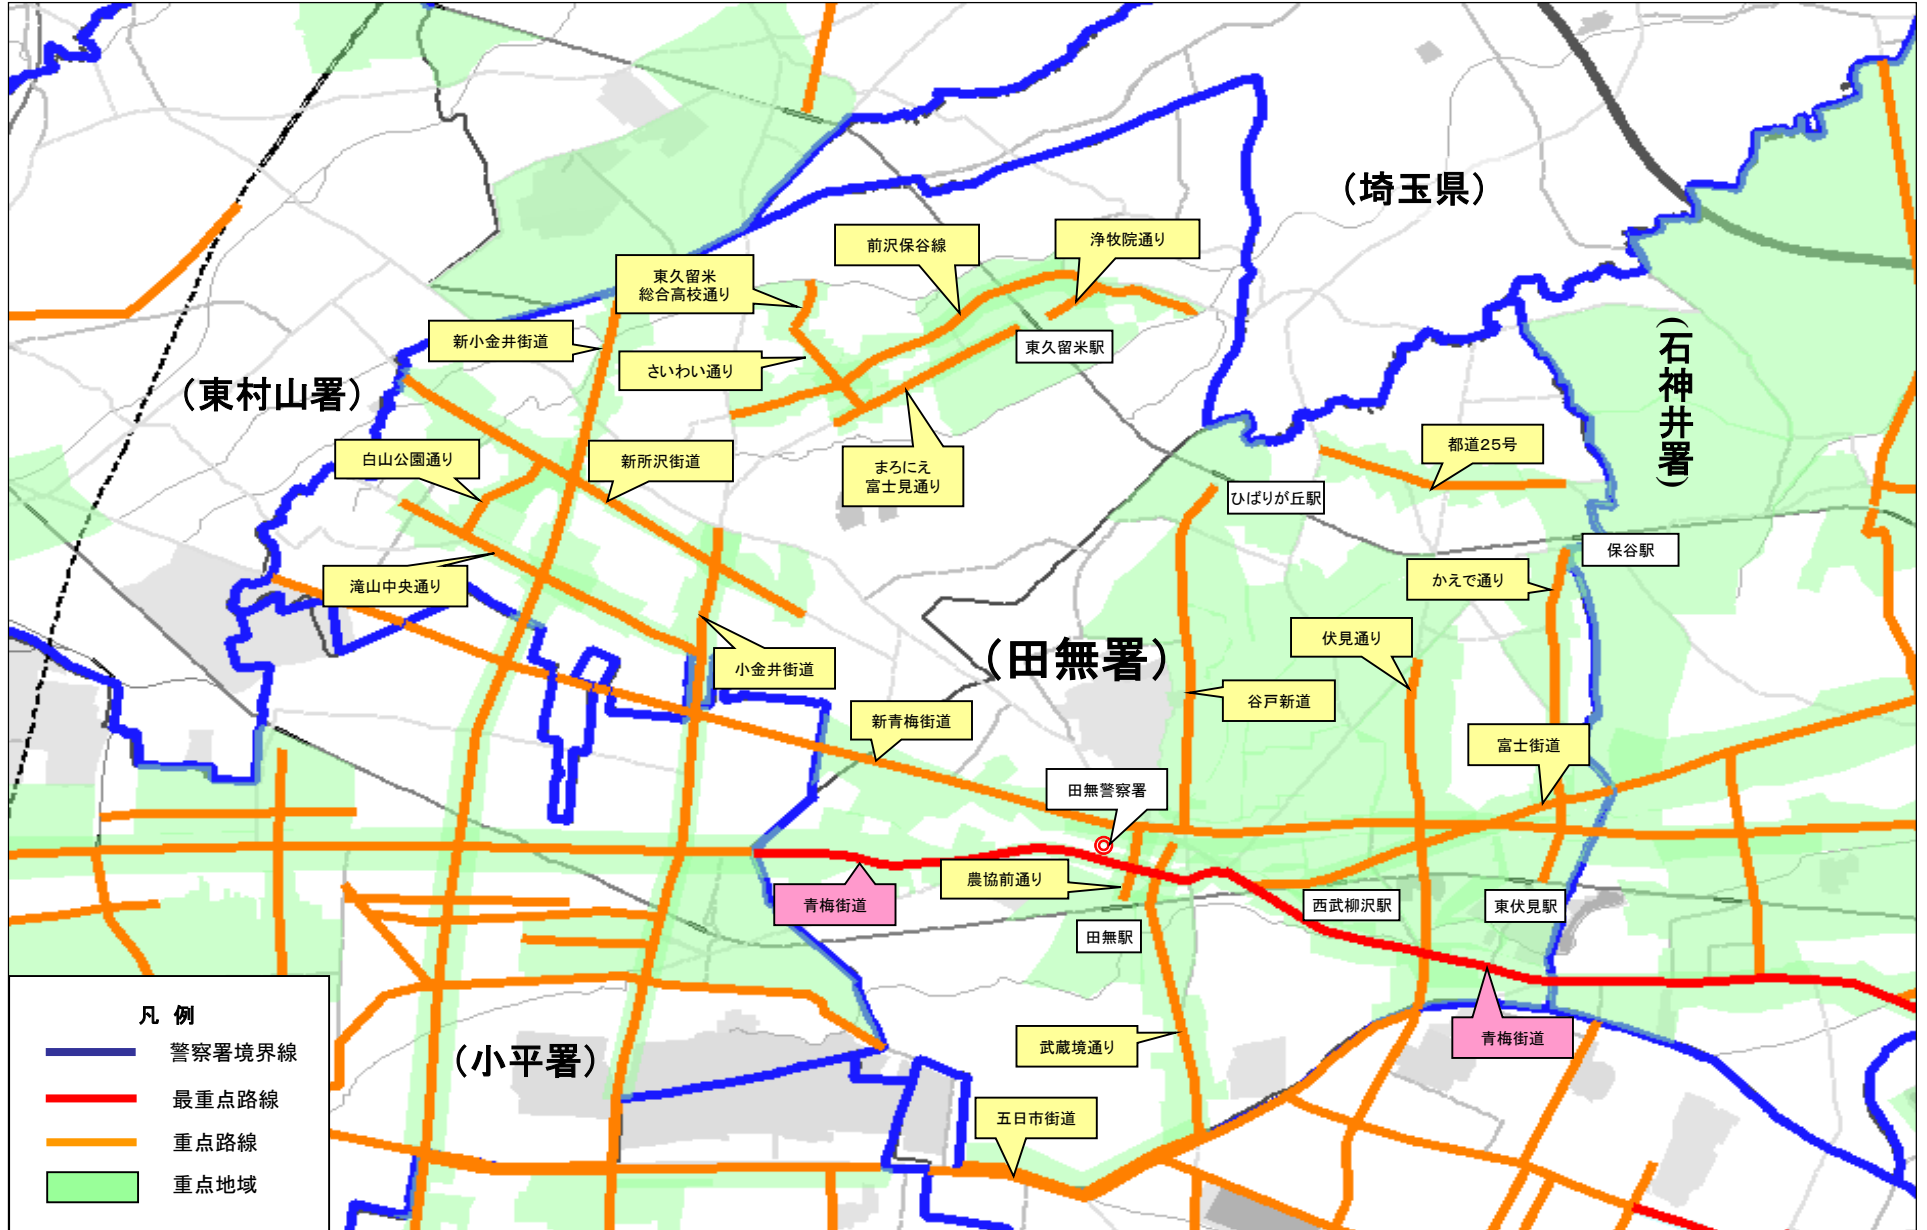 （埼玉県）
浄牧院通り
前沢保谷線
東久留米
総合高校通り
新小金井街道
東久留米駅
（石神井署）
さいわい通り
（東村山署）
都道25号
白山公園通り
新所沢街道
まろにえ
富士見通り
ひばりが丘駅
保谷駅
滝山中央通り
かえで通り
伏見通り
（田無署）
小金井街道
谷戸新道
新青梅街道
富士街道
田無警察署
農協前通り
青梅街道
西武柳沢駅
東伏見駅
田無駅
青梅街道
武蔵境通り
（小平署）
五日市街道
凡 例
警察署境界線
最重点路線
重点路線
重点地域